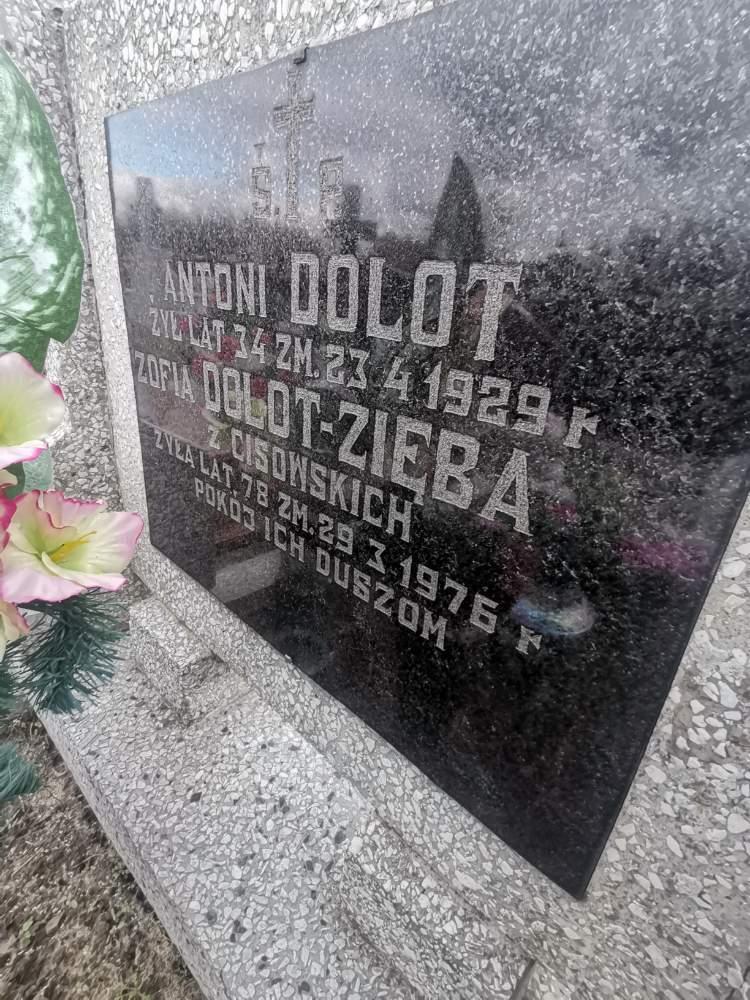 Ś. P
ANTONI DOLOT
ŻYŁ LAT 34 ZM. 23 4 1929 r
ZOFIA DOLOT-ZIĘBA
Z CISOWSKICH
ŻYŁA LAT 78 ZM. 29 3 1976 r
POKÓJ ICH DUSZOM